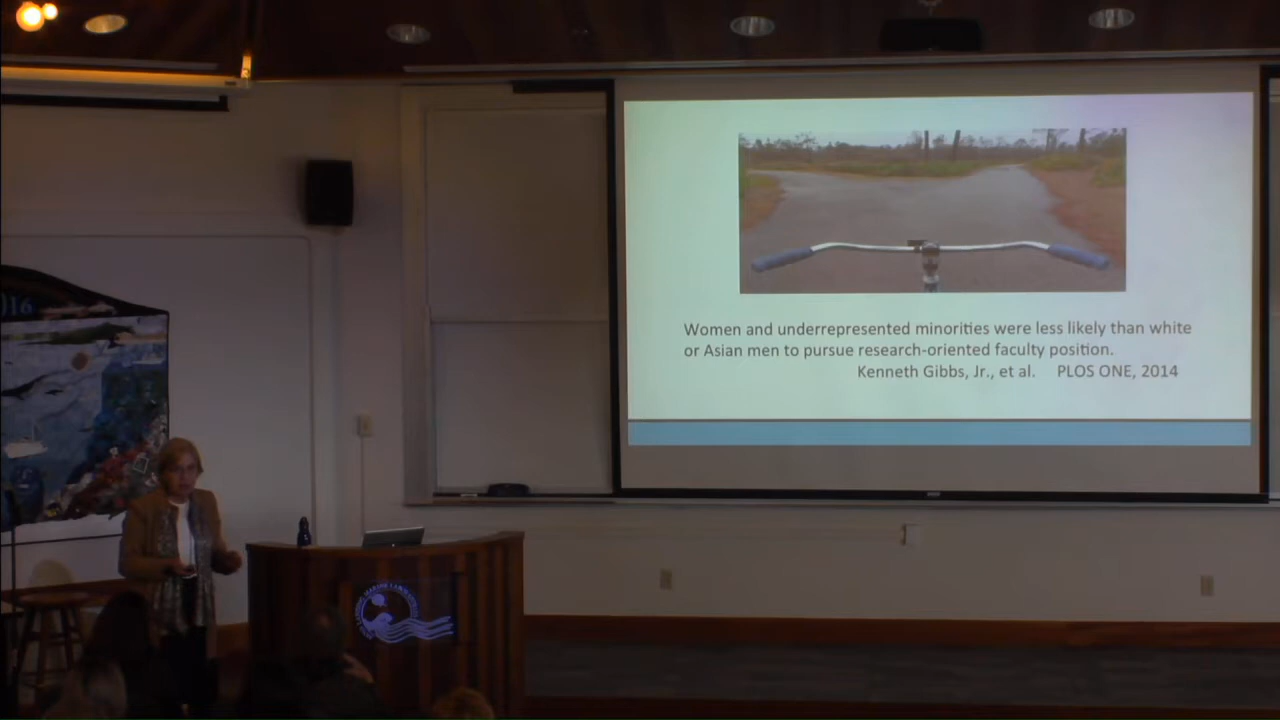 016
Women and underrepresented minorities were less likely than white
or Asian men to pursue research-oriented faculty position.
Kenneth Gibbs, Jr., et al. PLOS ONE, 2014